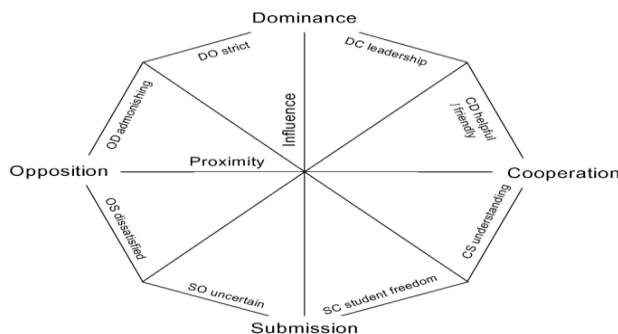 Dominance
DO strict
DC leadership
OD admonishing
Influence
CD helpful
/ friendly
Proximity
Opposition
Cooperation
OS dissatisfied
CS understanding
SO uncertain
SC student freedom
Submission